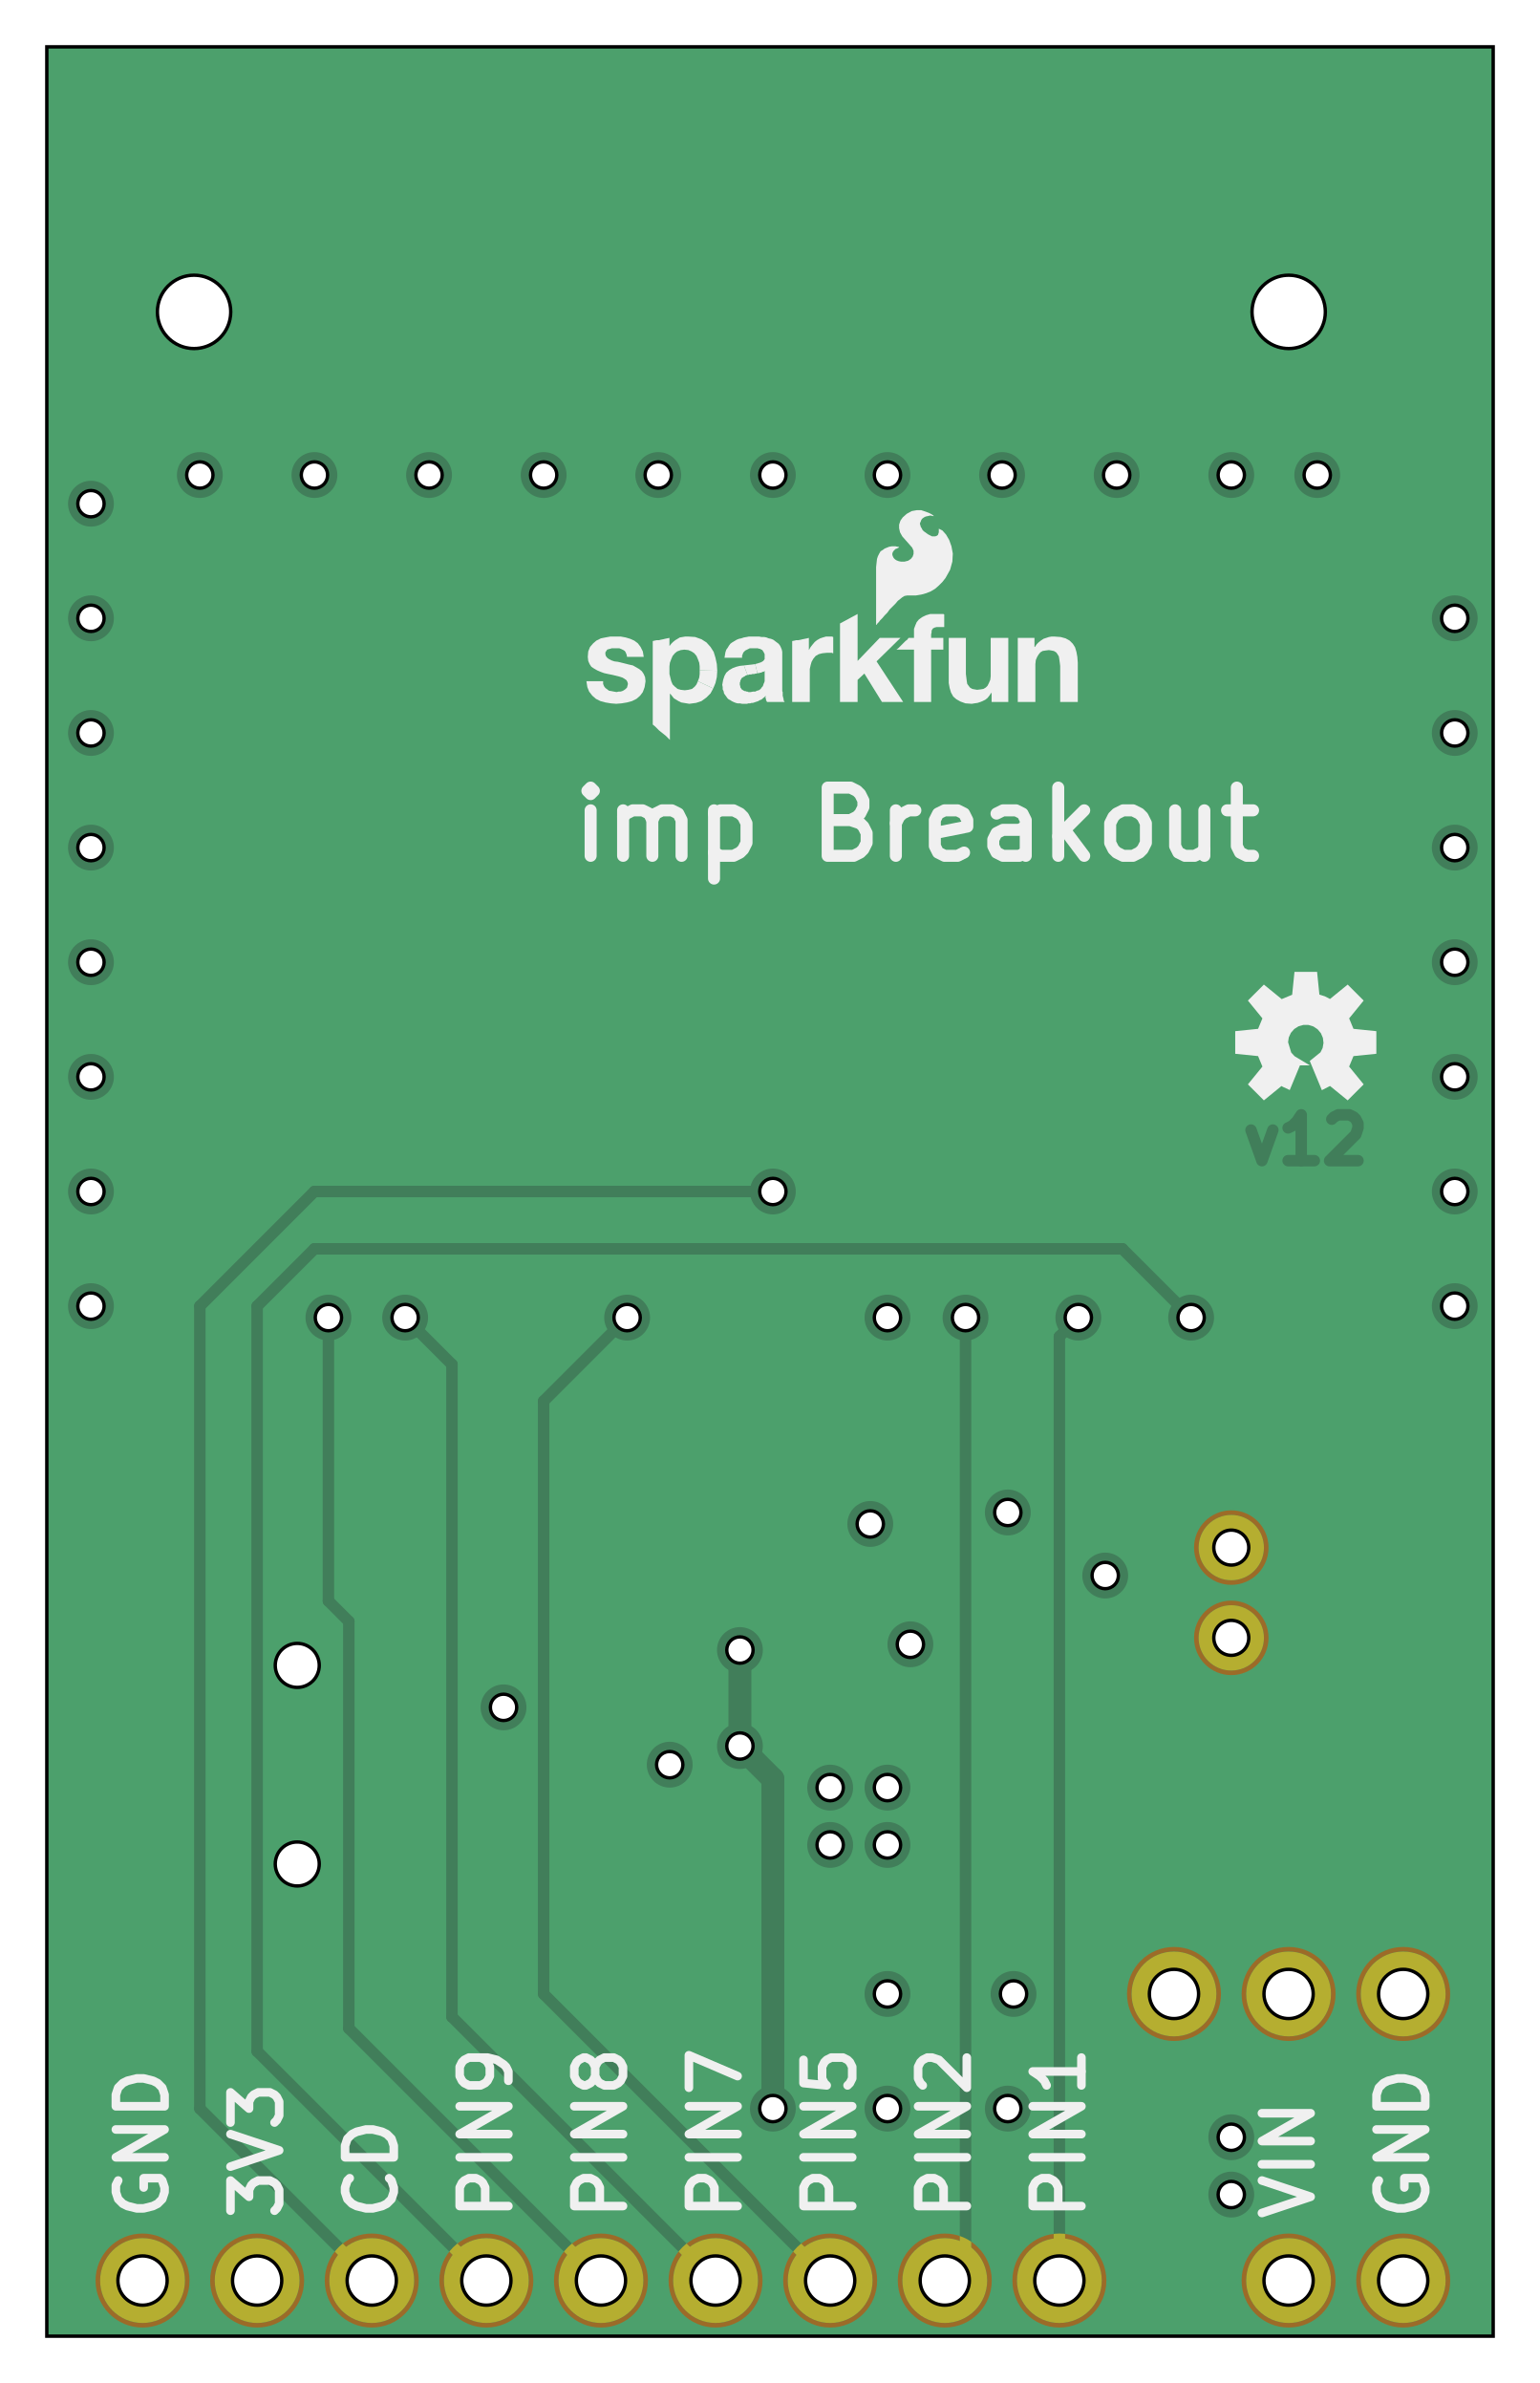 sparkfun
imp Breakout
v12
GND
3V3
CD
PIN9
PIN8
PIN7
PIN5
PIN2
PIN1
VIN
GND